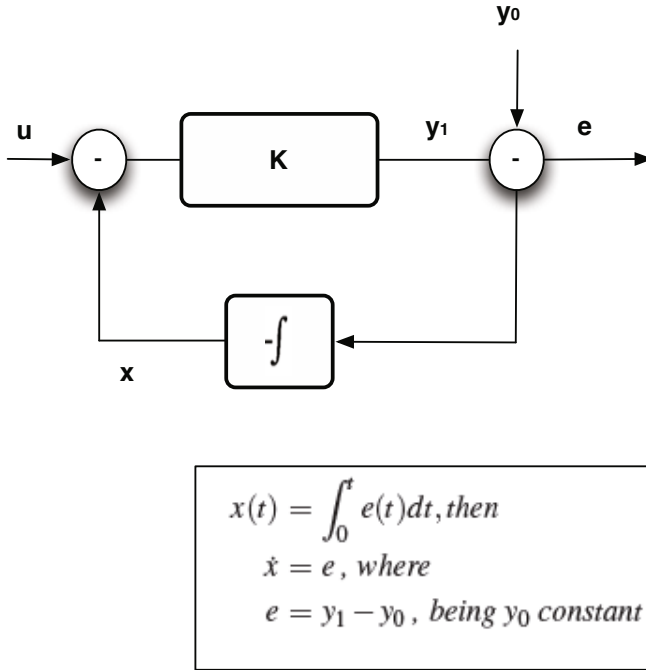 y₀
u
-
K
y₁
-
e
-∫
x
x(t) = ∫₀ᵗ e(t)dt, then
ẋ = e , where
e = y₁ − y₀ , being y₀ constant